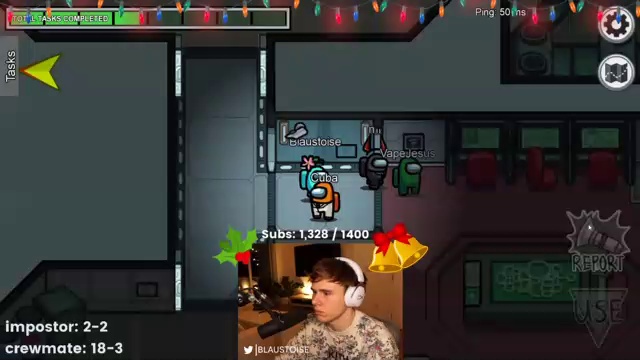 TOTAL TASKS COMPLETED
Ping: 50 ms
Tasks
Blaustoise
VapeJesus
Cuba
Subs: 1,328 / 1400
REPORT
USE
impostor: 2-2
crewmate: 18-3
@BLAUSTOISE